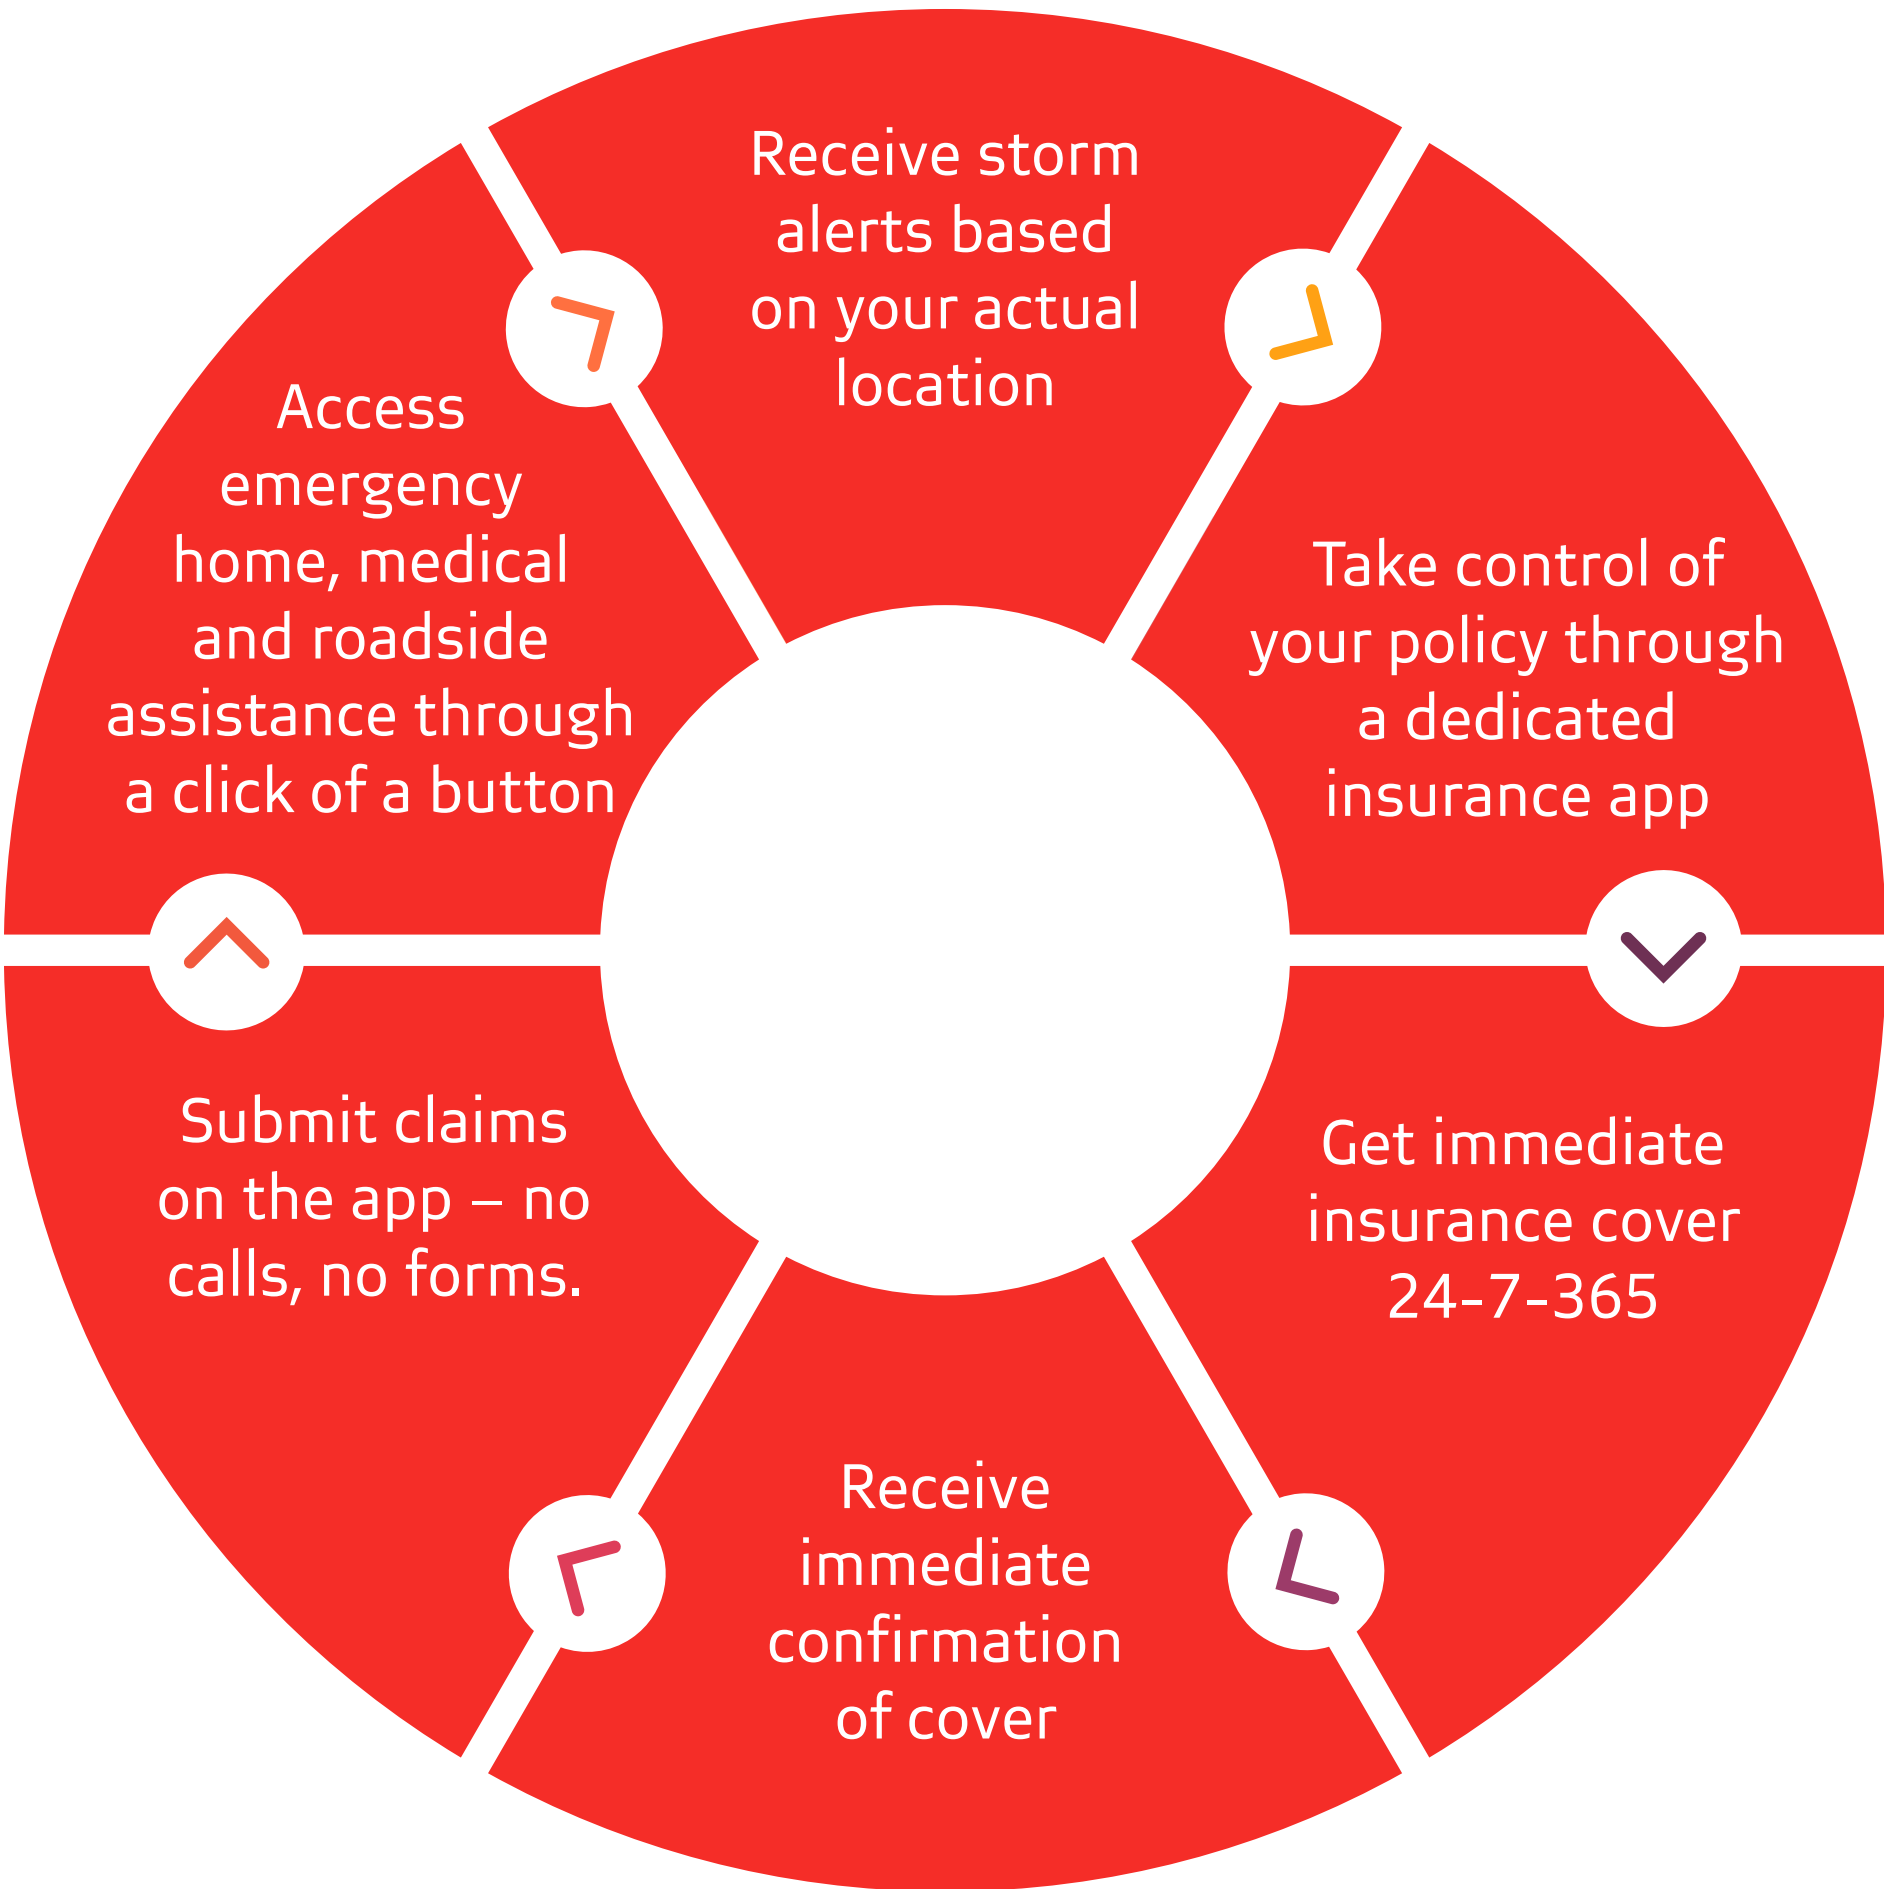 Receive storm
alerts based
on your actual
location
Take control of
your policy through
a dedicated
insurance app
Get immediate
insurance cover
24-7-365
Receive
immediate
confirmation
of cover
Submit claims
on the app – no
calls, no forms.
Access
emergency
home, medical
and roadside
assistance through
a click of a button